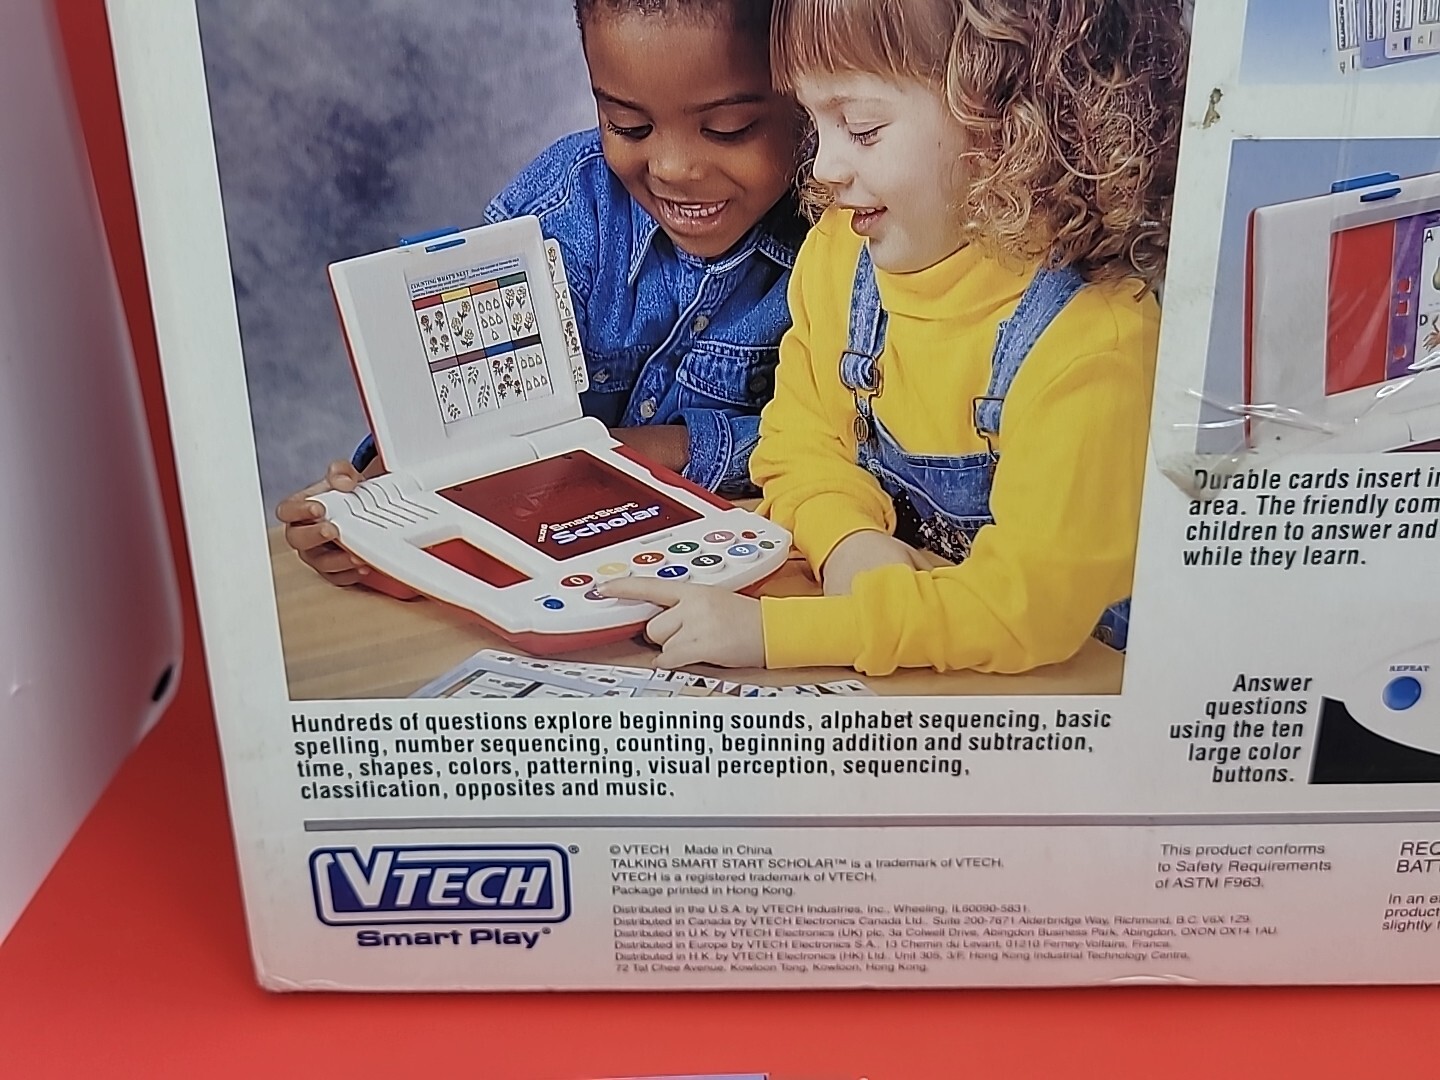 COUNTING WHAT'S NEXT
TALKING
Smart Start
Scholar
0 1 2 3 4
7 8 9
A
D
Durable cards insert
area. The friendly
children to answer and
while they learn.
Hundreds of questions explore beginning sounds, alphabet sequencing, basic
spelling, number sequencing, counting, beginning addition and subtraction,
time, shapes, colors, patterning, visual perception, sequencing,
classification, opposites and music.
REPEAT
Answer
questions
using the ten
large color
buttons.
VTECH®
Smart Play®
© VTECH Made in China
TALKING SMART START SCHOLAR™ is a trademark of VTECH.
VTECH is a registered trademark of VTECH.
Package printed in Hong Kong.
Distributed in the U.S.A. by VTECH Industries, Inc., Wheeling, IL 60090-5831.
Distributed in Canada by VTECH Electronics Canada Ltd., Suite 200-7671 Alderbridge Way, Richmond, B.C. V6X 1Z9.
Distributed in U.K. by VTECH Electronics (UK) plc. 3a Colwell Drive, Abingdon Business Park, Abingdon, OXON OX14 1AU.
Distributed in Europe by VTECH Electronics S.A., 13 Chemin du Levant, 01210 Ferney-Voltaire, France.
Distributed in H.K. by VTECH Electronics (HK) Ltd., Unit 305, 3/F, Hong Kong Industrial Technology Centre,
72 Tat Chee Avenue, Kowloon Tong, Kowloon, Hong Kong.
This product conforms
to Safety Requirements
of ASTM F963.
In an
product
slightly